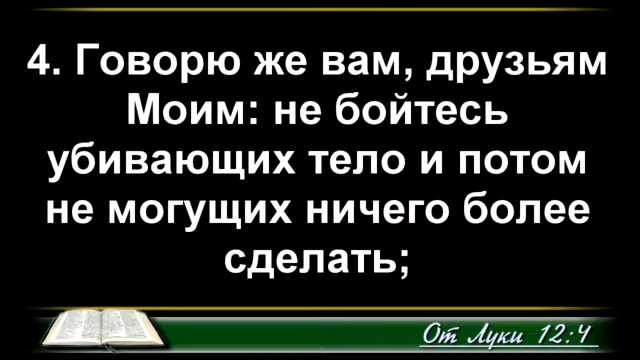 4. Говорю же вам, друзьям
Моим: не бойтесь
убивающих тело и потом
не могущих ничего более
сделать;
От Луки 12:4